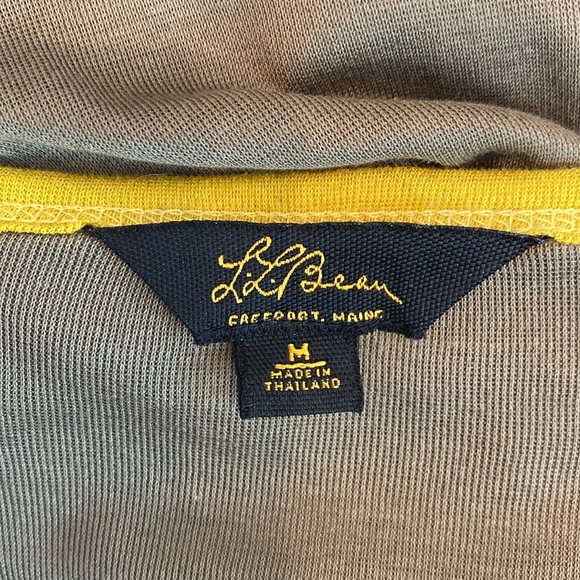 L.L.Bean
FREEPORT, MAINE
M
MADE IN
THAILAND